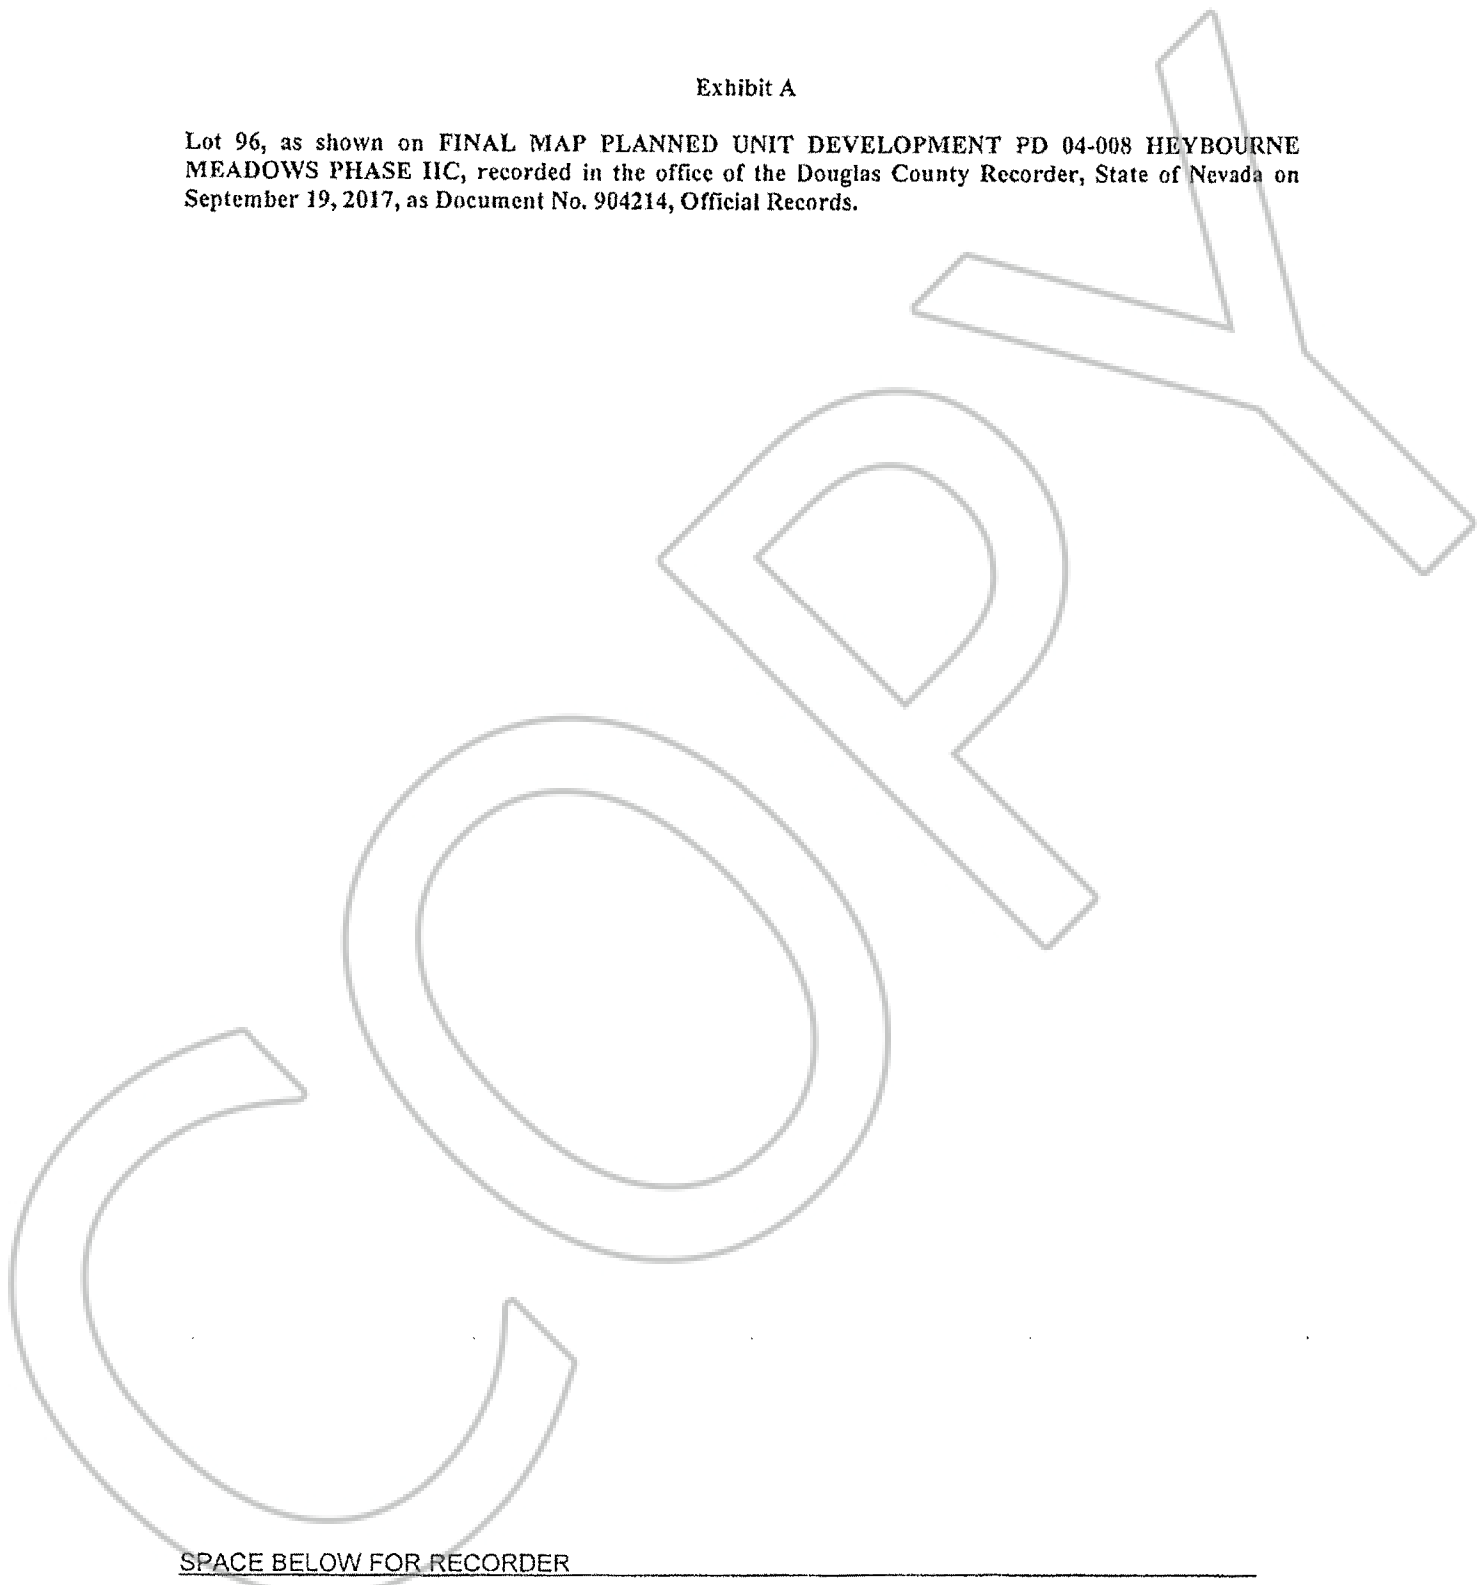 Exhibit A
Lot 96, as shown on FINAL MAP PLANNED UNIT DEVELOPMENT PD 04-008 HEYBOURNE
MEADOWS PHASE IIC, recorded in the office of the Douglas County Recorder, State of Nevada on
September 19, 2017, as Document No. 904214, Official Records.
COPY
SPACE BELOW FOR RECORDER